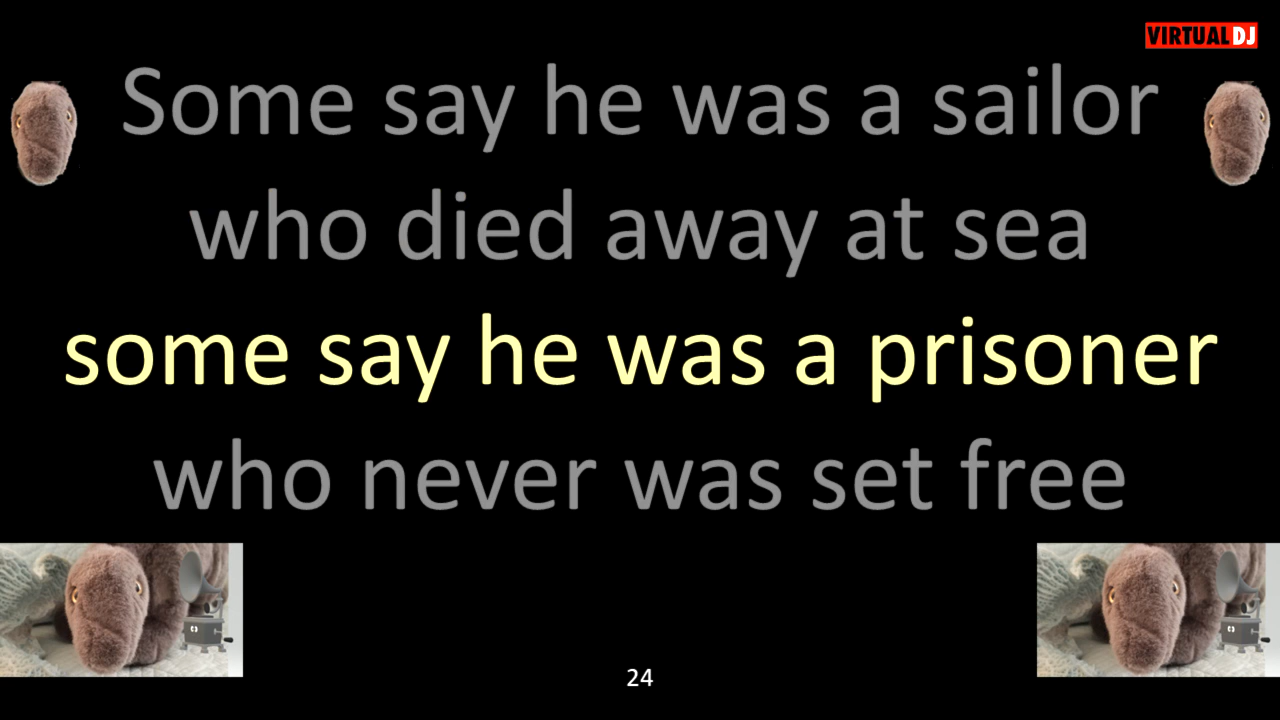 VIRTUAL DJ
Some say he was a sailor
who died away at sea
some say he was a prisoner
who never was set free
24